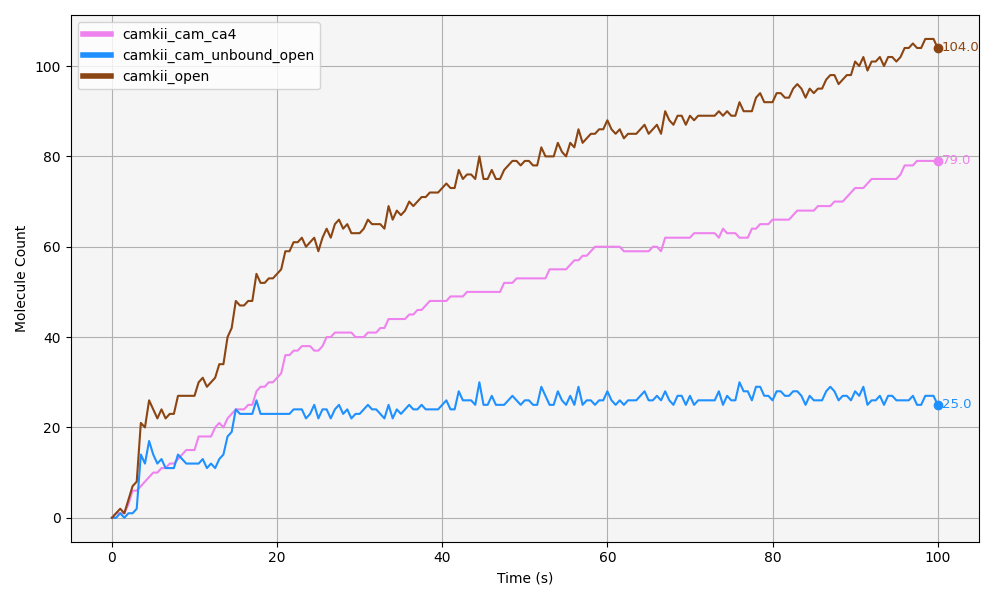 camkii_cam_ca4
camkii_cam_unbound_open
camkii_open
104.0
79.0
25.0
100
80
60
40
20
0
Molecule Count
0 20 40 60 80 100
Time (s)